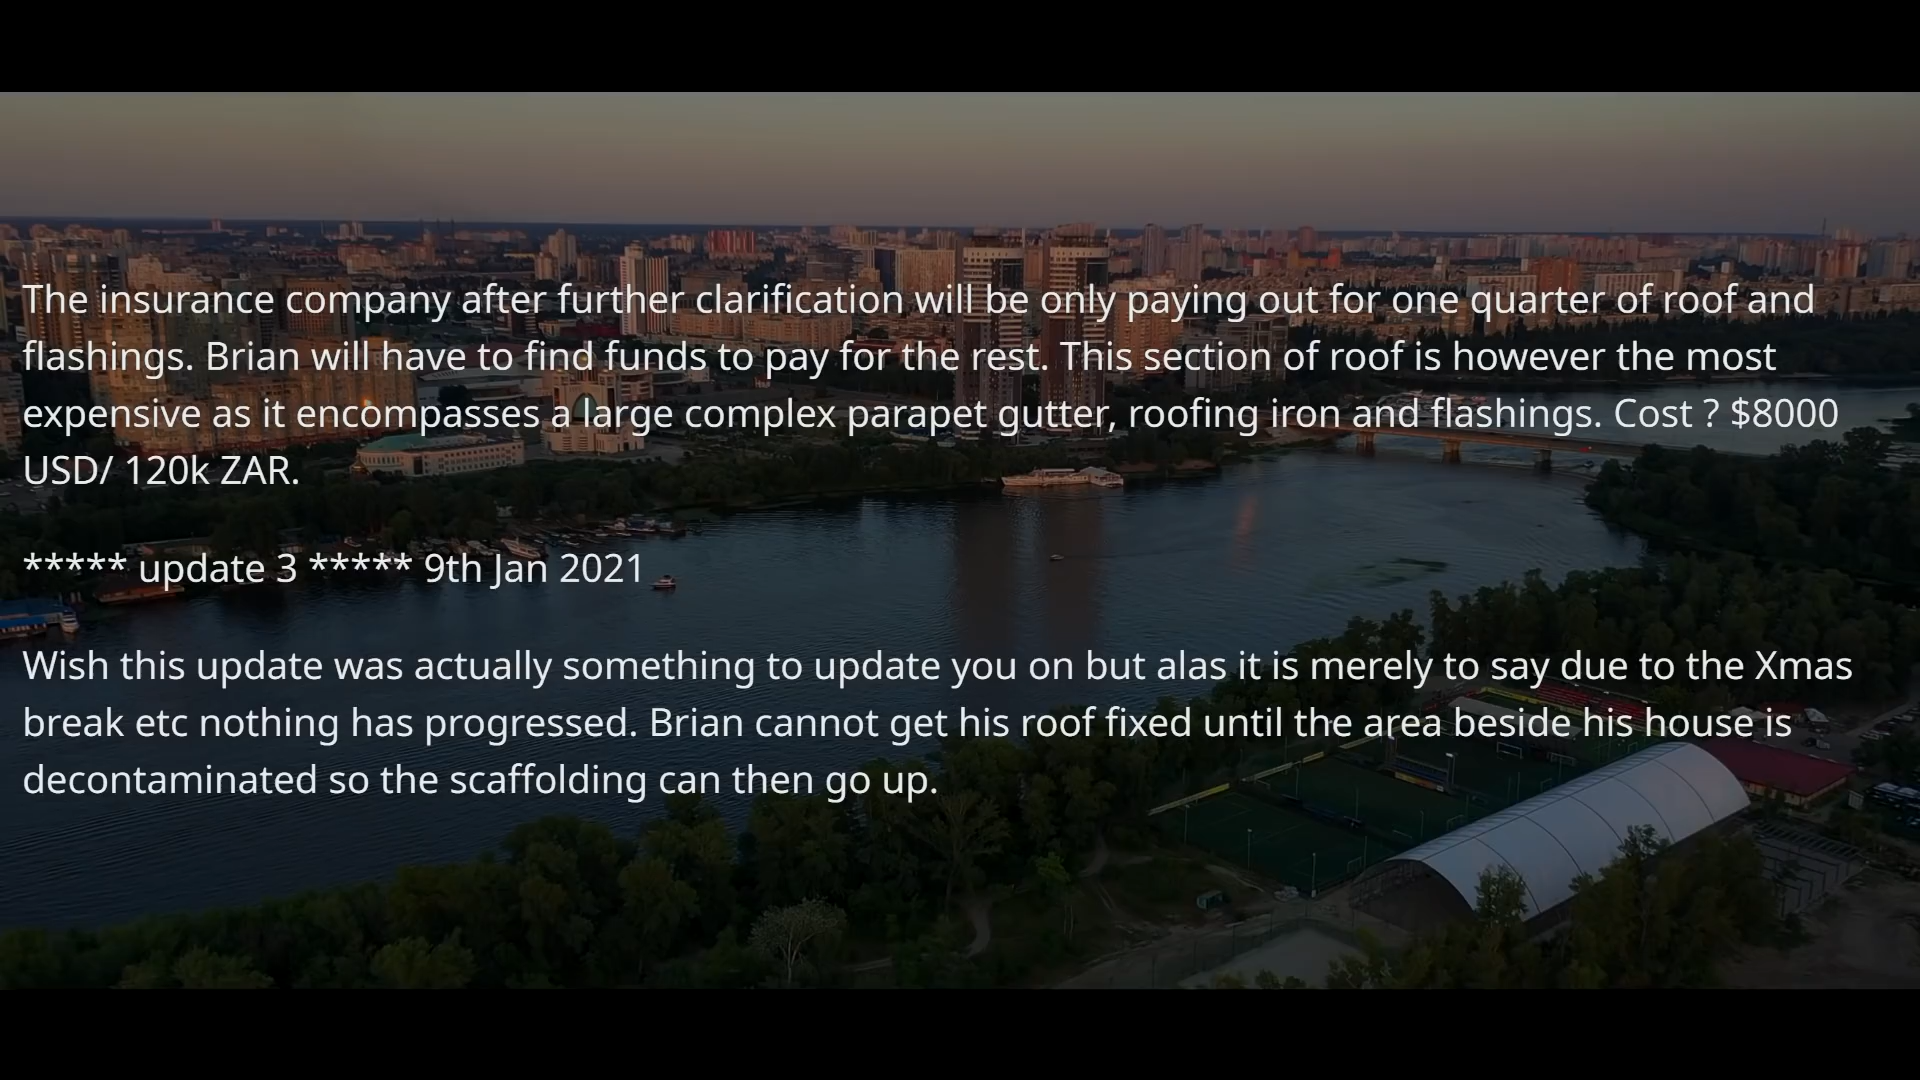 The insurance company after further clarification will be only paying out for one quarter of roof and
flashings. Brian will have to find funds to pay for the rest. This section of roof is however the most
expensive as it encompasses a large complex parapet gutter, roofing iron and flashings. Cost ? $8000
USD/ 120k ZAR.
***** update 3 ***** 9th Jan 2021
Wish this update was actually something to update you on but alas it is merely to say due to the Xmas
break etc nothing has progressed. Brian cannot get his roof fixed until the area beside his house is
decontaminated so the scaffolding can then go up.